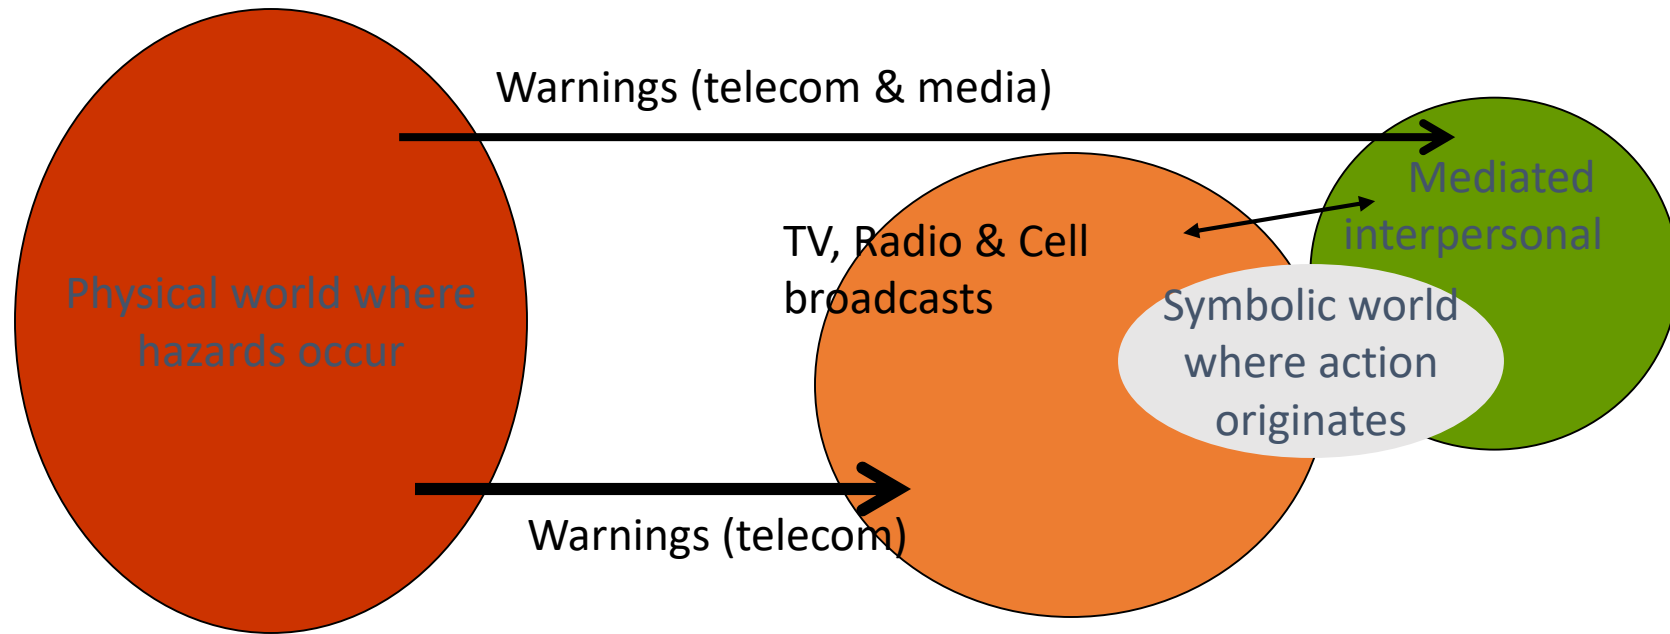 Warnings (telecom & media)
Mediated
interpersonal
TV, Radio & Cell
broadcasts
Physical world where
hazards occur
Symbolic world
where action
originates
Warnings (telecom)